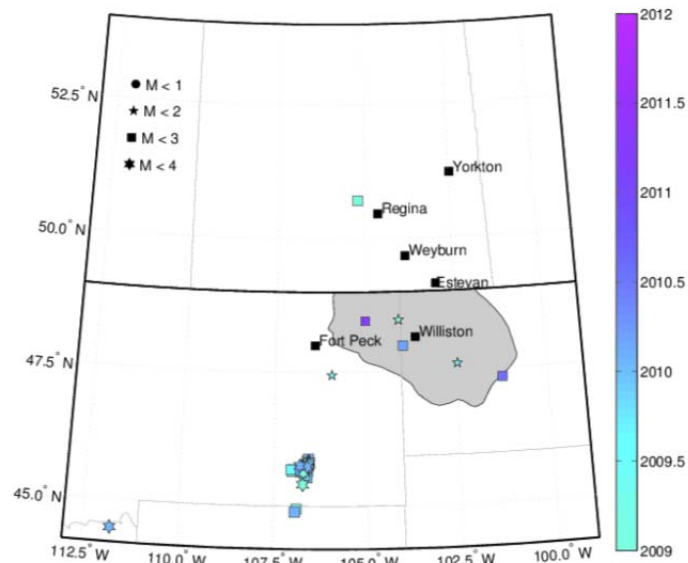 2012
M < 1
52.5° N
M < 2
2011.5
M < 3
M < 4
Yorkton
2011
Regina
50.0° N
Weyburn
2010.5
Estevan
Williston
Fort Peck
2010
47.5° N
2009.5
45.0° N
2009
112.5° W
110.0° W
107.5° W
105.0° W
102.5° W
100.0° W